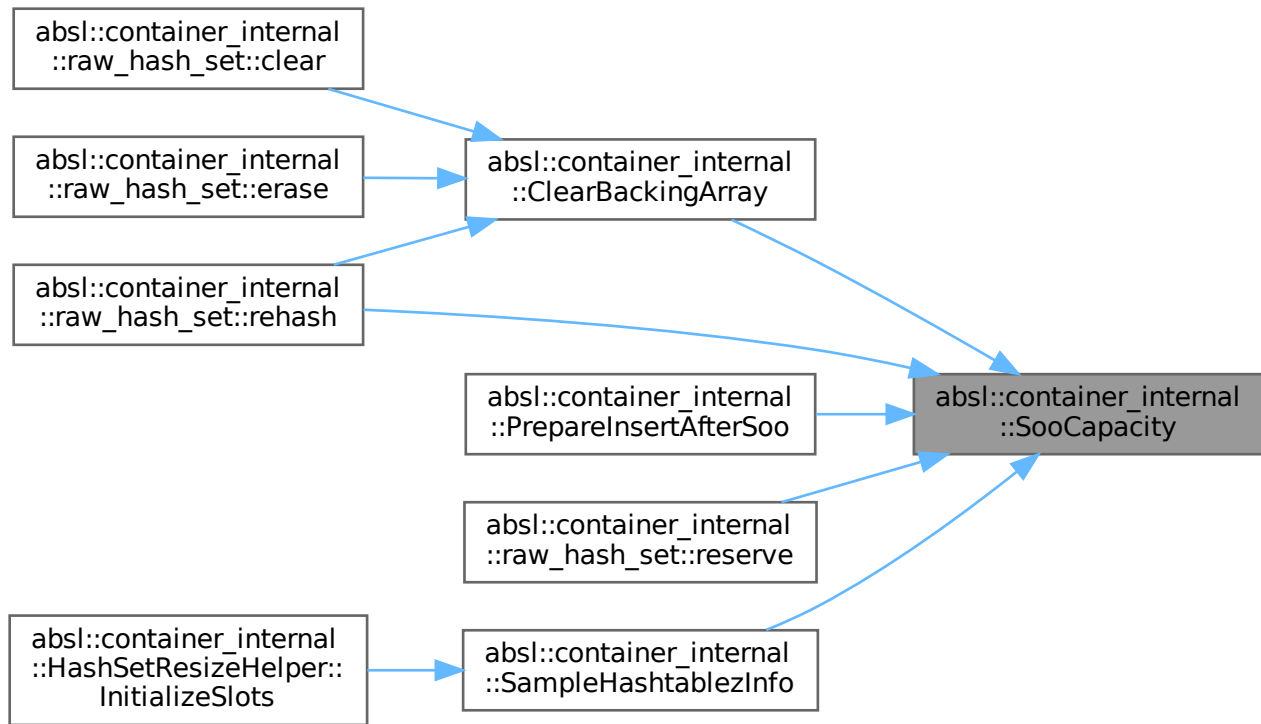 absl::container_internal
::raw_hash_set::clear
absl::container_internal
::raw_hash_set::erase
absl::container_internal
::raw_hash_set::rehash
absl::container_internal
::ClearBackingArray
absl::container_internal
::PrepareInsertAfterSoo
absl::container_internal
::raw_hash_set::reserve
absl::container_internal
::SooCapacity
absl::container_internal
::HashSetResizeHelper::
InitializeSlots
absl::container_internal
::SampleHashtablezInfo